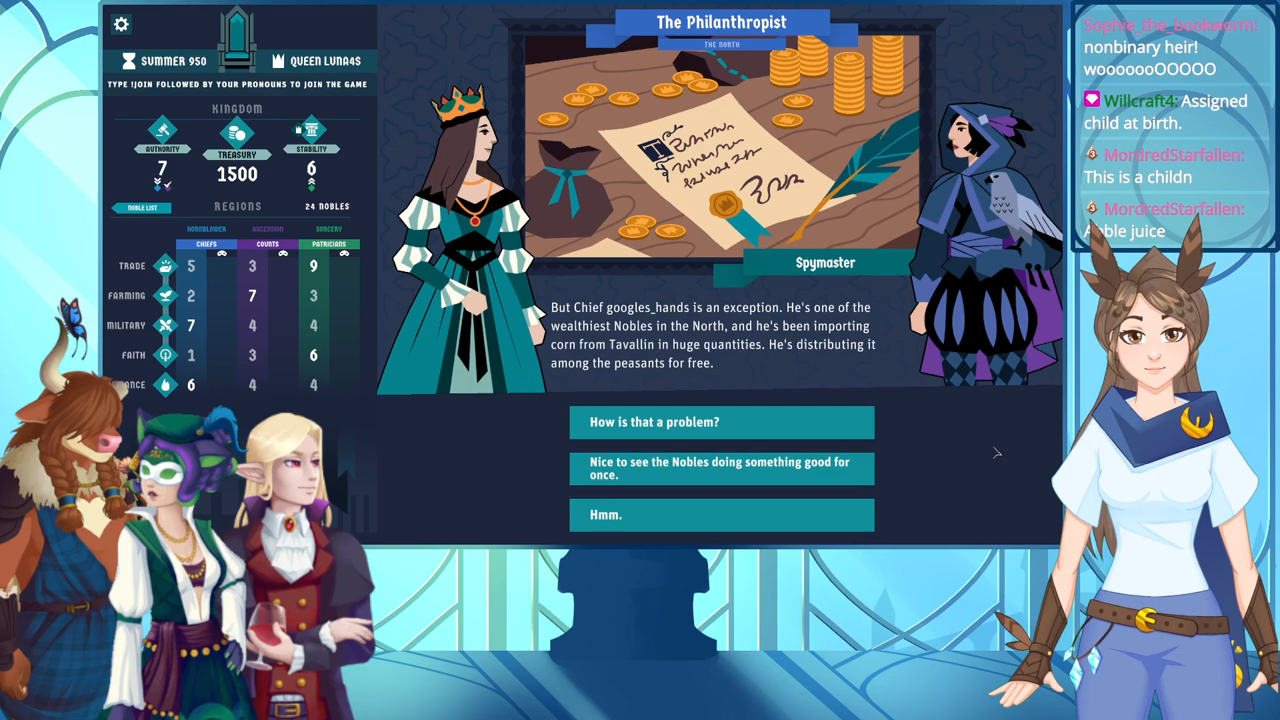 SUMMER 950
QUEEN LUNA4S
TYPE !JOIN FOLLOWED BY YOUR PRONOUNS TO JOIN THE GAME
KINGDOM
AUTHORITY
TREASURY
STABILITY
7
1500
6
NOBLE LIST
REGIONS
24 NOBLES
HORNBLOWER
ASCENSION
SORCERY
CHIEFS
COUNTS
PATRICIANS
TRADE 5 3 9
FARMING 2 7 3
MILITARY 7 4 4
FAITH 1 3 6
6 4 4
The Philanthropist
THE NORTH
Spymaster
But Chief googles_hands is an exception. He's one of the
wealthiest Nobles in the North, and he's been importing
corn from Tavallin in huge quantities. He's distributing it
among the peasants for free.
How is that a problem?
Nice to see the Nobles doing something good for
once.
Hmm.
Sophie_the_bookworm:
nonbinary heir!
wooooooOOOOO
Willcraft4: Assigned
child at birth.
MordredStarfallen:
This is a childn
MordredStarfallen:
juice